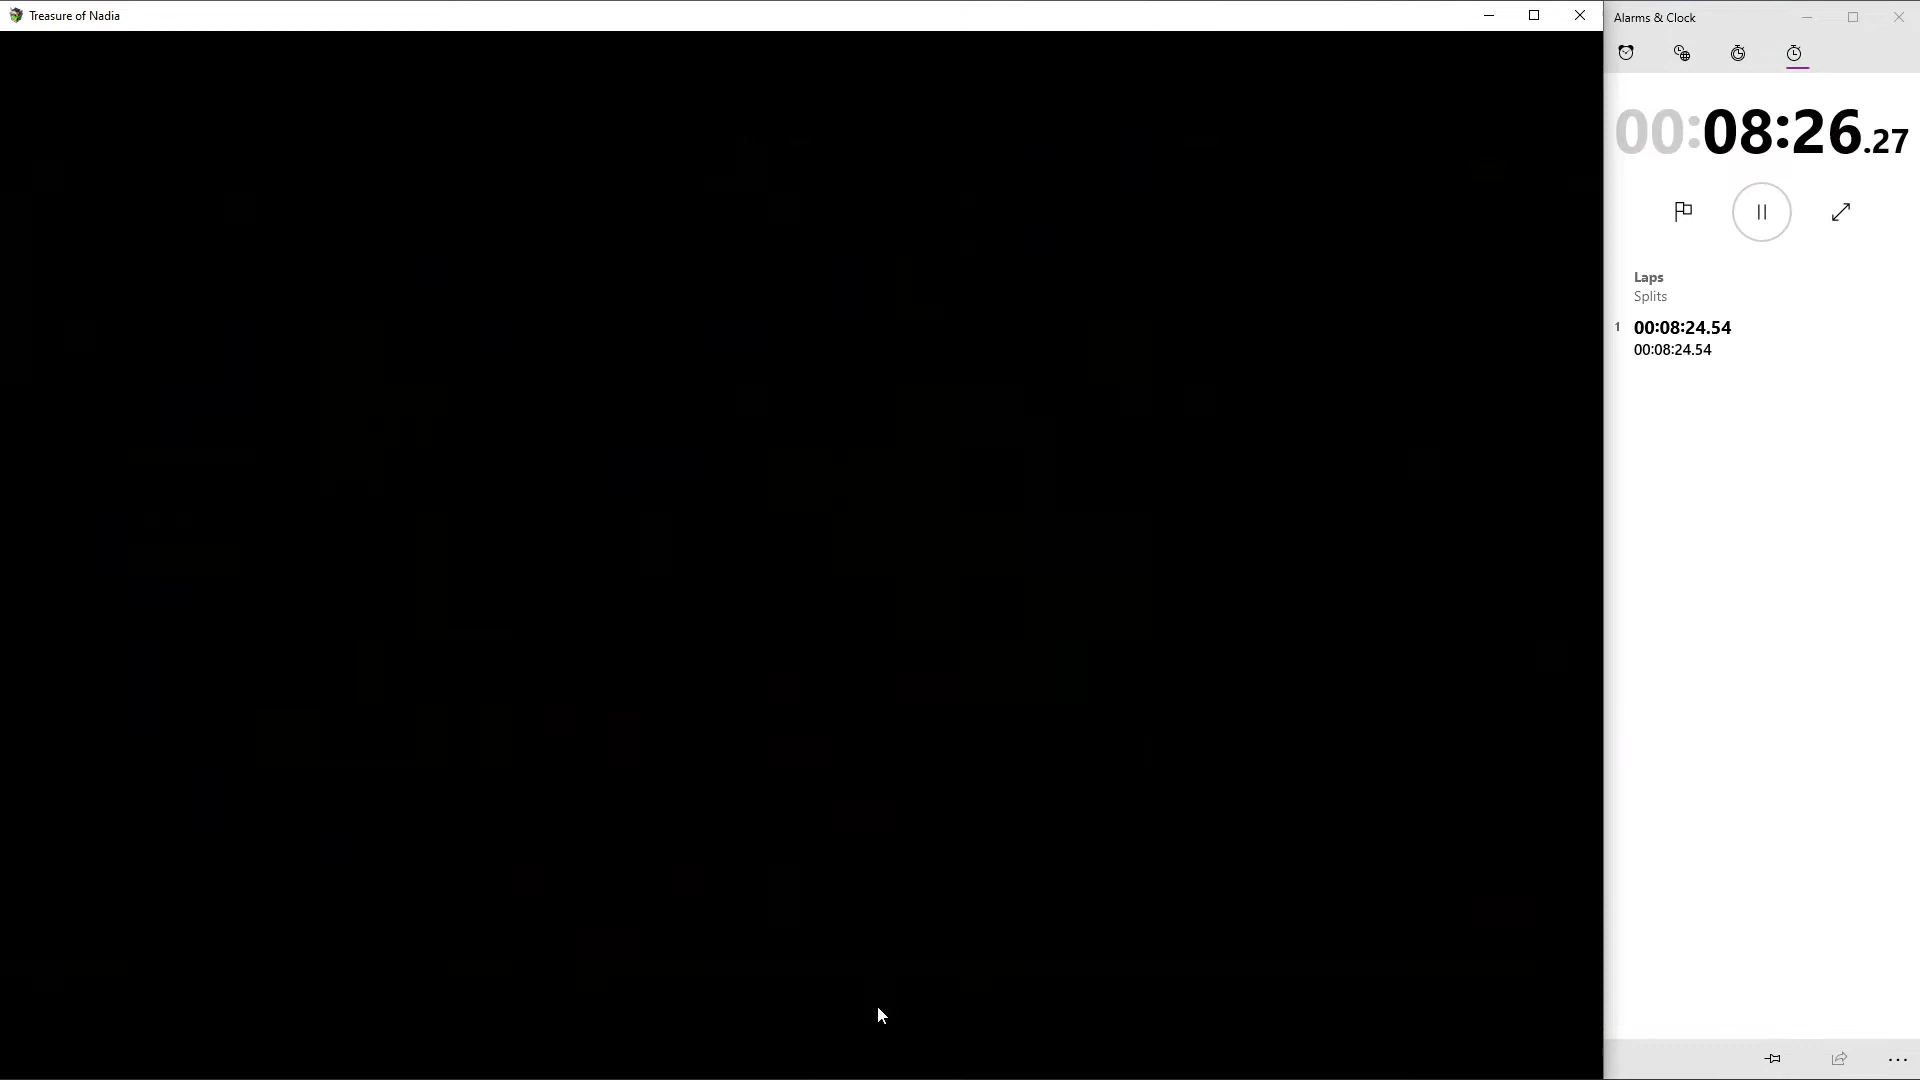 Treasure of Nadia
Alarms & Clock
00:08:26.27
Laps
Splits
1 00:08:24.54
00:08:24.54